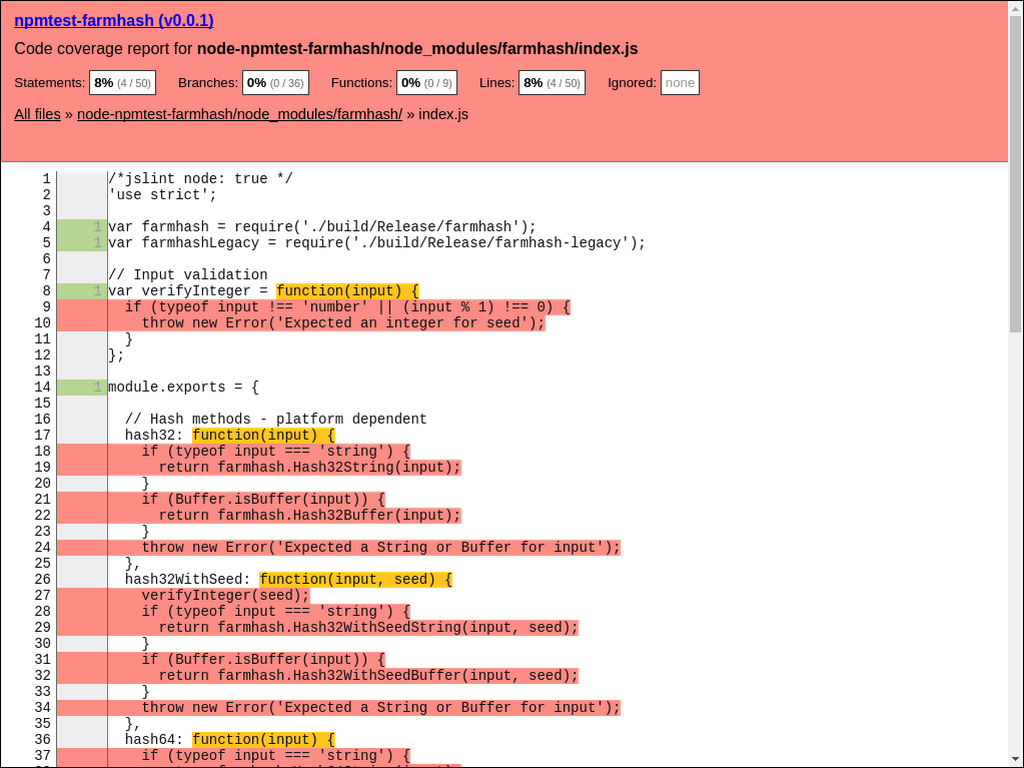 npmtest-farmhash (v0.0.1)
Code coverage report for node-npmtest-farmhash/node_modules/farmhash/index.js
Statements: 8% (4 / 50) Branches: 0% (0 / 36) Functions: 0% (0 / 9) Lines: 8% (4 / 50) Ignored: none
All files » node-npmtest-farmhash/node_modules/farmhash/ » index.js
1 /*jslint node: true */
2 'use strict';
3
4 1 var farmhash = require('./build/Release/farmhash');
5 1 var farmhashLegacy = require('./build/Release/farmhash-legacy');
6
7 // Input validation
8 1 var verifyInteger = function(input) {
9 if (typeof input !== 'number' || (input % 1) !== 0) {
10 throw new Error('Expected an integer for seed');
11 }
12 };
13
14 1 module.exports = {
15
16 // Hash methods - platform dependent
17 hash32: function(input) {
18 if (typeof input === 'string') {
19 return farmhash.Hash32String(input);
20 }
21 if (Buffer.isBuffer(input)) {
22 return farmhash.Hash32Buffer(input);
23 }
24 throw new Error('Expected a String or Buffer for input');
25 },
26 hash32WithSeed: function(input, seed) {
27 verifyInteger(seed);
28 if (typeof input === 'string') {
29 return farmhash.Hash32WithSeedString(input, seed);
30 }
31 if (Buffer.isBuffer(input)) {
32 return farmhash.Hash32WithSeedBuffer(input, seed);
33 }
34 throw new Error('Expected a String or Buffer for input');
35 },
36 hash64: function(input) {
37 if (typeof input === 'string') {